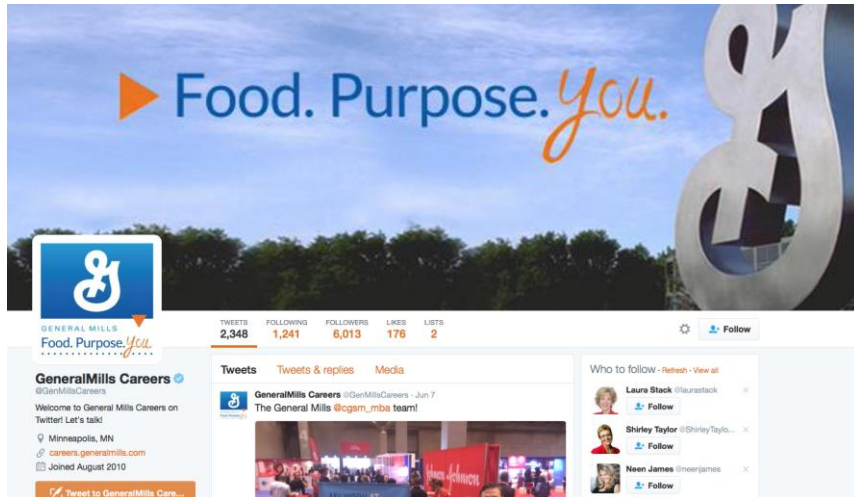 Food. Purpose. you.
GENERAL MILLS
Food. Purpose. You.
TWEETS FOLLOWING FOLLOWERS LIKES LISTS
2,348 1,241 6,013 176 2
Follow
GeneralMills Careers
@GenMillsCareers
Welcome to General Mills Careers on
Twitter! Let's talk!
Minneapolis, MN
careers.generalmills.com
Joined August 2010
Tweet to GeneralMills Care...
Tweets Tweets & replies Media
GeneralMills Careers @GenMillsCareers · Jun 7
The General Mills @cgsm_mba team!
Johnson & Johnson
Who to follow · Refresh · View all
Laura Stack @laurastack
Follow
Shirley Taylor @ShirleyTaylo...
Follow
Neen James @neenjames
Follow